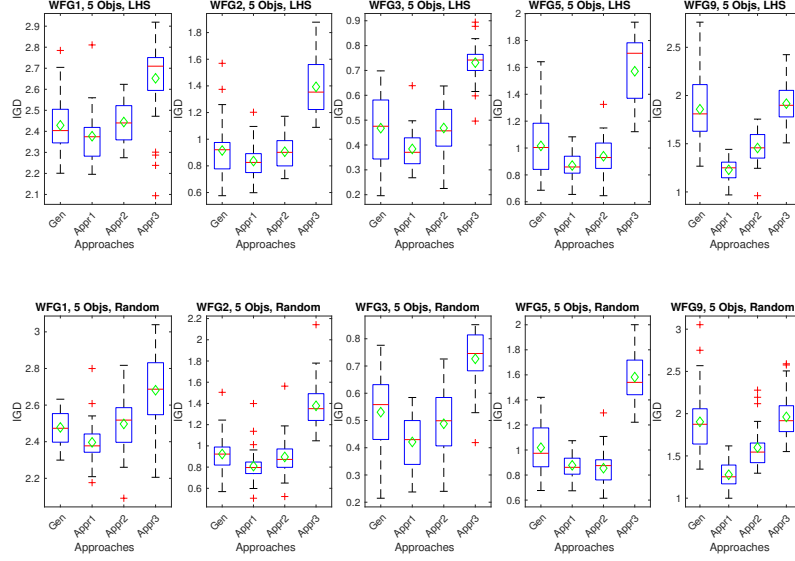 WFG1, 5 Objs, LHS
WFG2, 5 Objs, LHS
WFG3, 5 Objs, LHS
WFG5, 5 Objs, LHS
WFG9, 5 Objs, LHS
IGD
2.9
2.8
2.7
2.6
2.5
2.4
2.3
2.2
2.1
Gen
Appr1
Appr2
Appr3
Approaches
IGD
1.8
1.6
1.4
1.2
1
0.8
0.6
Gen
Appr1
Appr2
Appr3
Approaches
IGD
0.9
0.8
0.7
0.6
0.5
0.4
0.3
0.2
Gen
Appr1
Appr2
Appr3
Approaches
IGD
2
1.8
1.6
1.4
1.2
1
0.8
0.6
Gen
Appr1
Appr2
Appr3
Approaches
IGD
2.5
2
1.5
1
Gen
Appr1
Appr2
Appr3
Approaches
WFG1, 5 Objs, Random
WFG2, 5 Objs, Random
WFG3, 5 Objs, Random
WFG5, 5 Objs, Random
WFG9, 5 Objs, Random
IGD
3
2.8
2.6
2.4
2.2
Gen
Appr1
Appr2
Appr3
Approaches
IGD
2.2
2
1.8
1.6
1.4
1.2
1
0.8
0.6
Gen
Appr1
Appr2
Appr3
Approaches
IGD
0.8
0.6
0.4
0.2
Gen
Appr1
Appr2
Appr3
Approaches
IGD
2
1.8
1.6
1.4
1.2
1
0.8
0.6
Gen
Appr1
Appr2
Appr3
Approaches
IGD
3
2.5
2
1.5
1
Gen
Appr1
Appr2
Appr3
Approaches